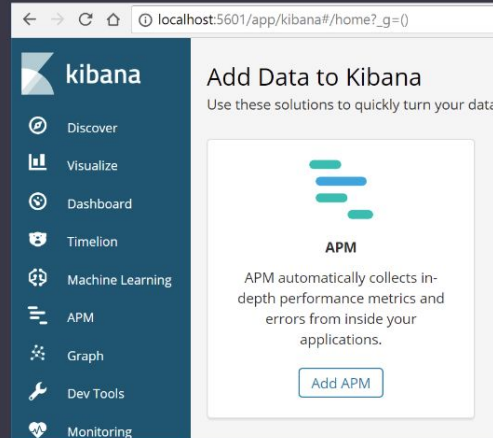 localhost:5601/app/kibana#/home?_g=()
kibana
Discover
Visualize
Dashboard
Timelion
Machine Learning
APM
Graph
Dev Tools
Monitoring
Add Data to Kibana
Use these solutions to quickly turn your data
APM
APM automatically collects in-
depth performance metrics and
errors from inside your
applications.
Add APM